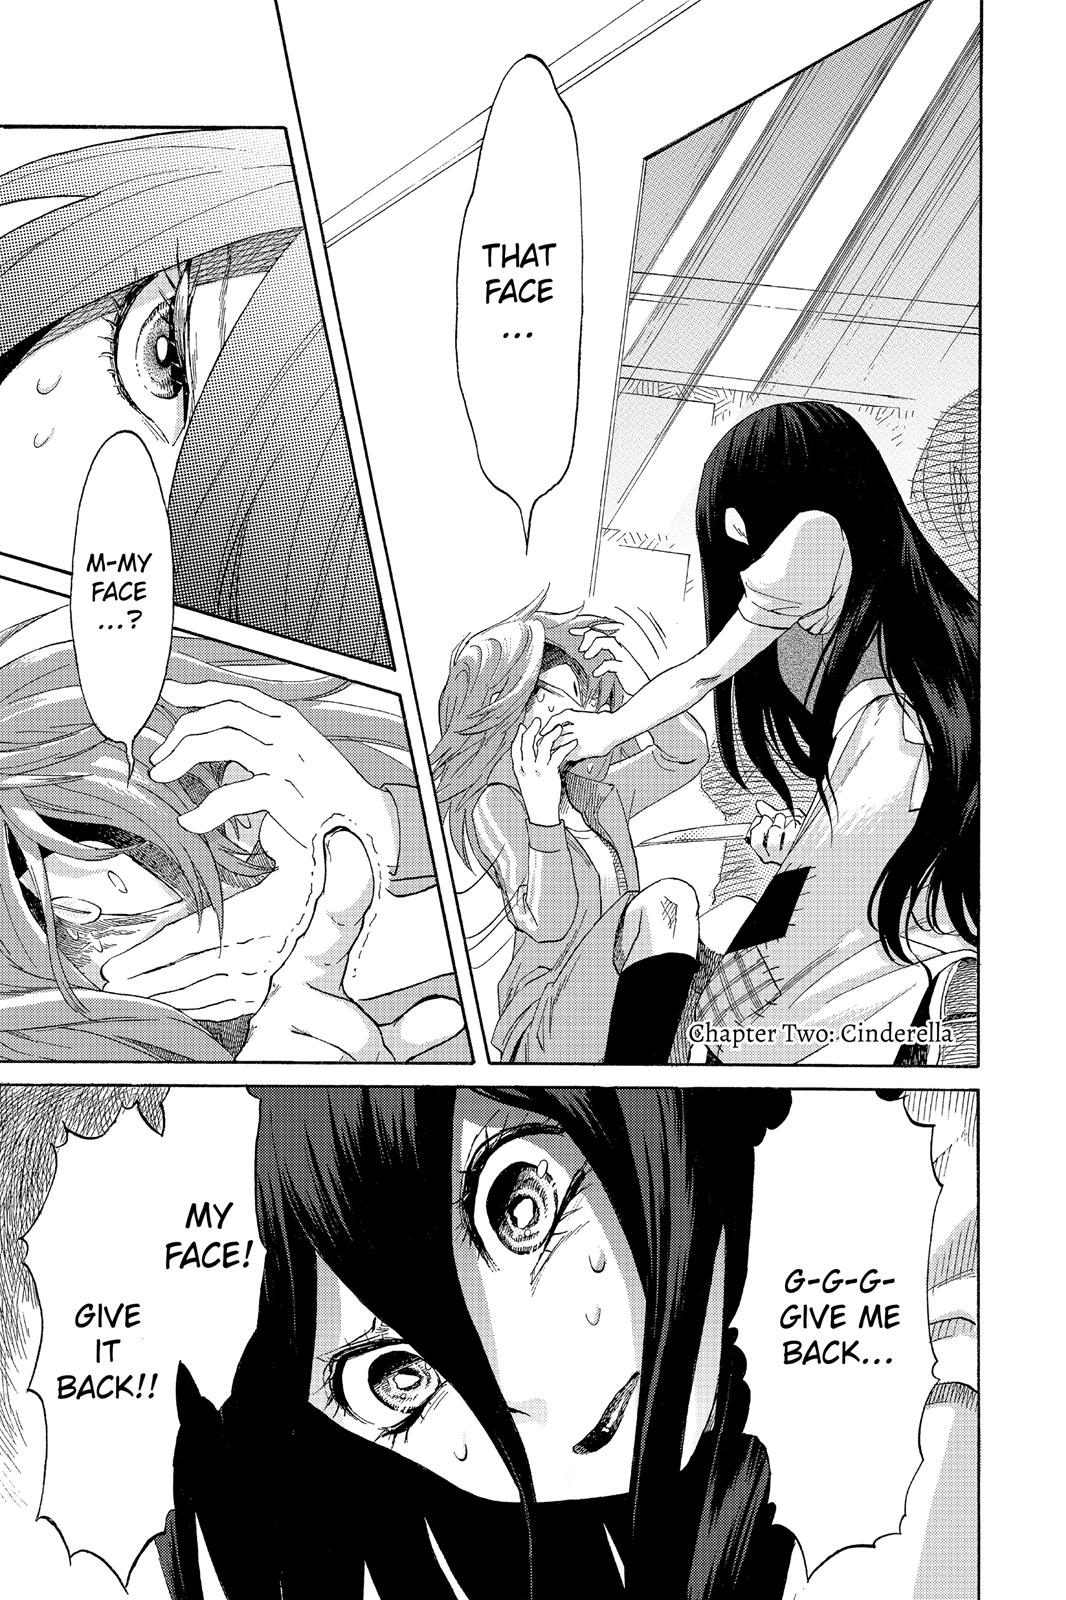 THAT
FACE
...
M-MY
FACE
...?
Chapter Two: Cinderella
G-G-G-
GIVE ME
BACK...
MY
FACE!
GIVE
IT
BACK!!